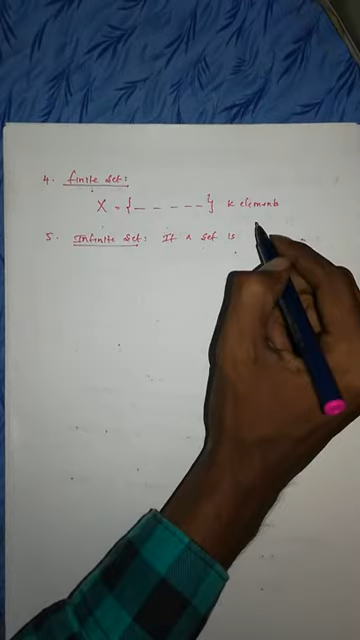 4. finite set:
X = {_ _ _ _ _ _} K elements
5. Infinite set: If a set is